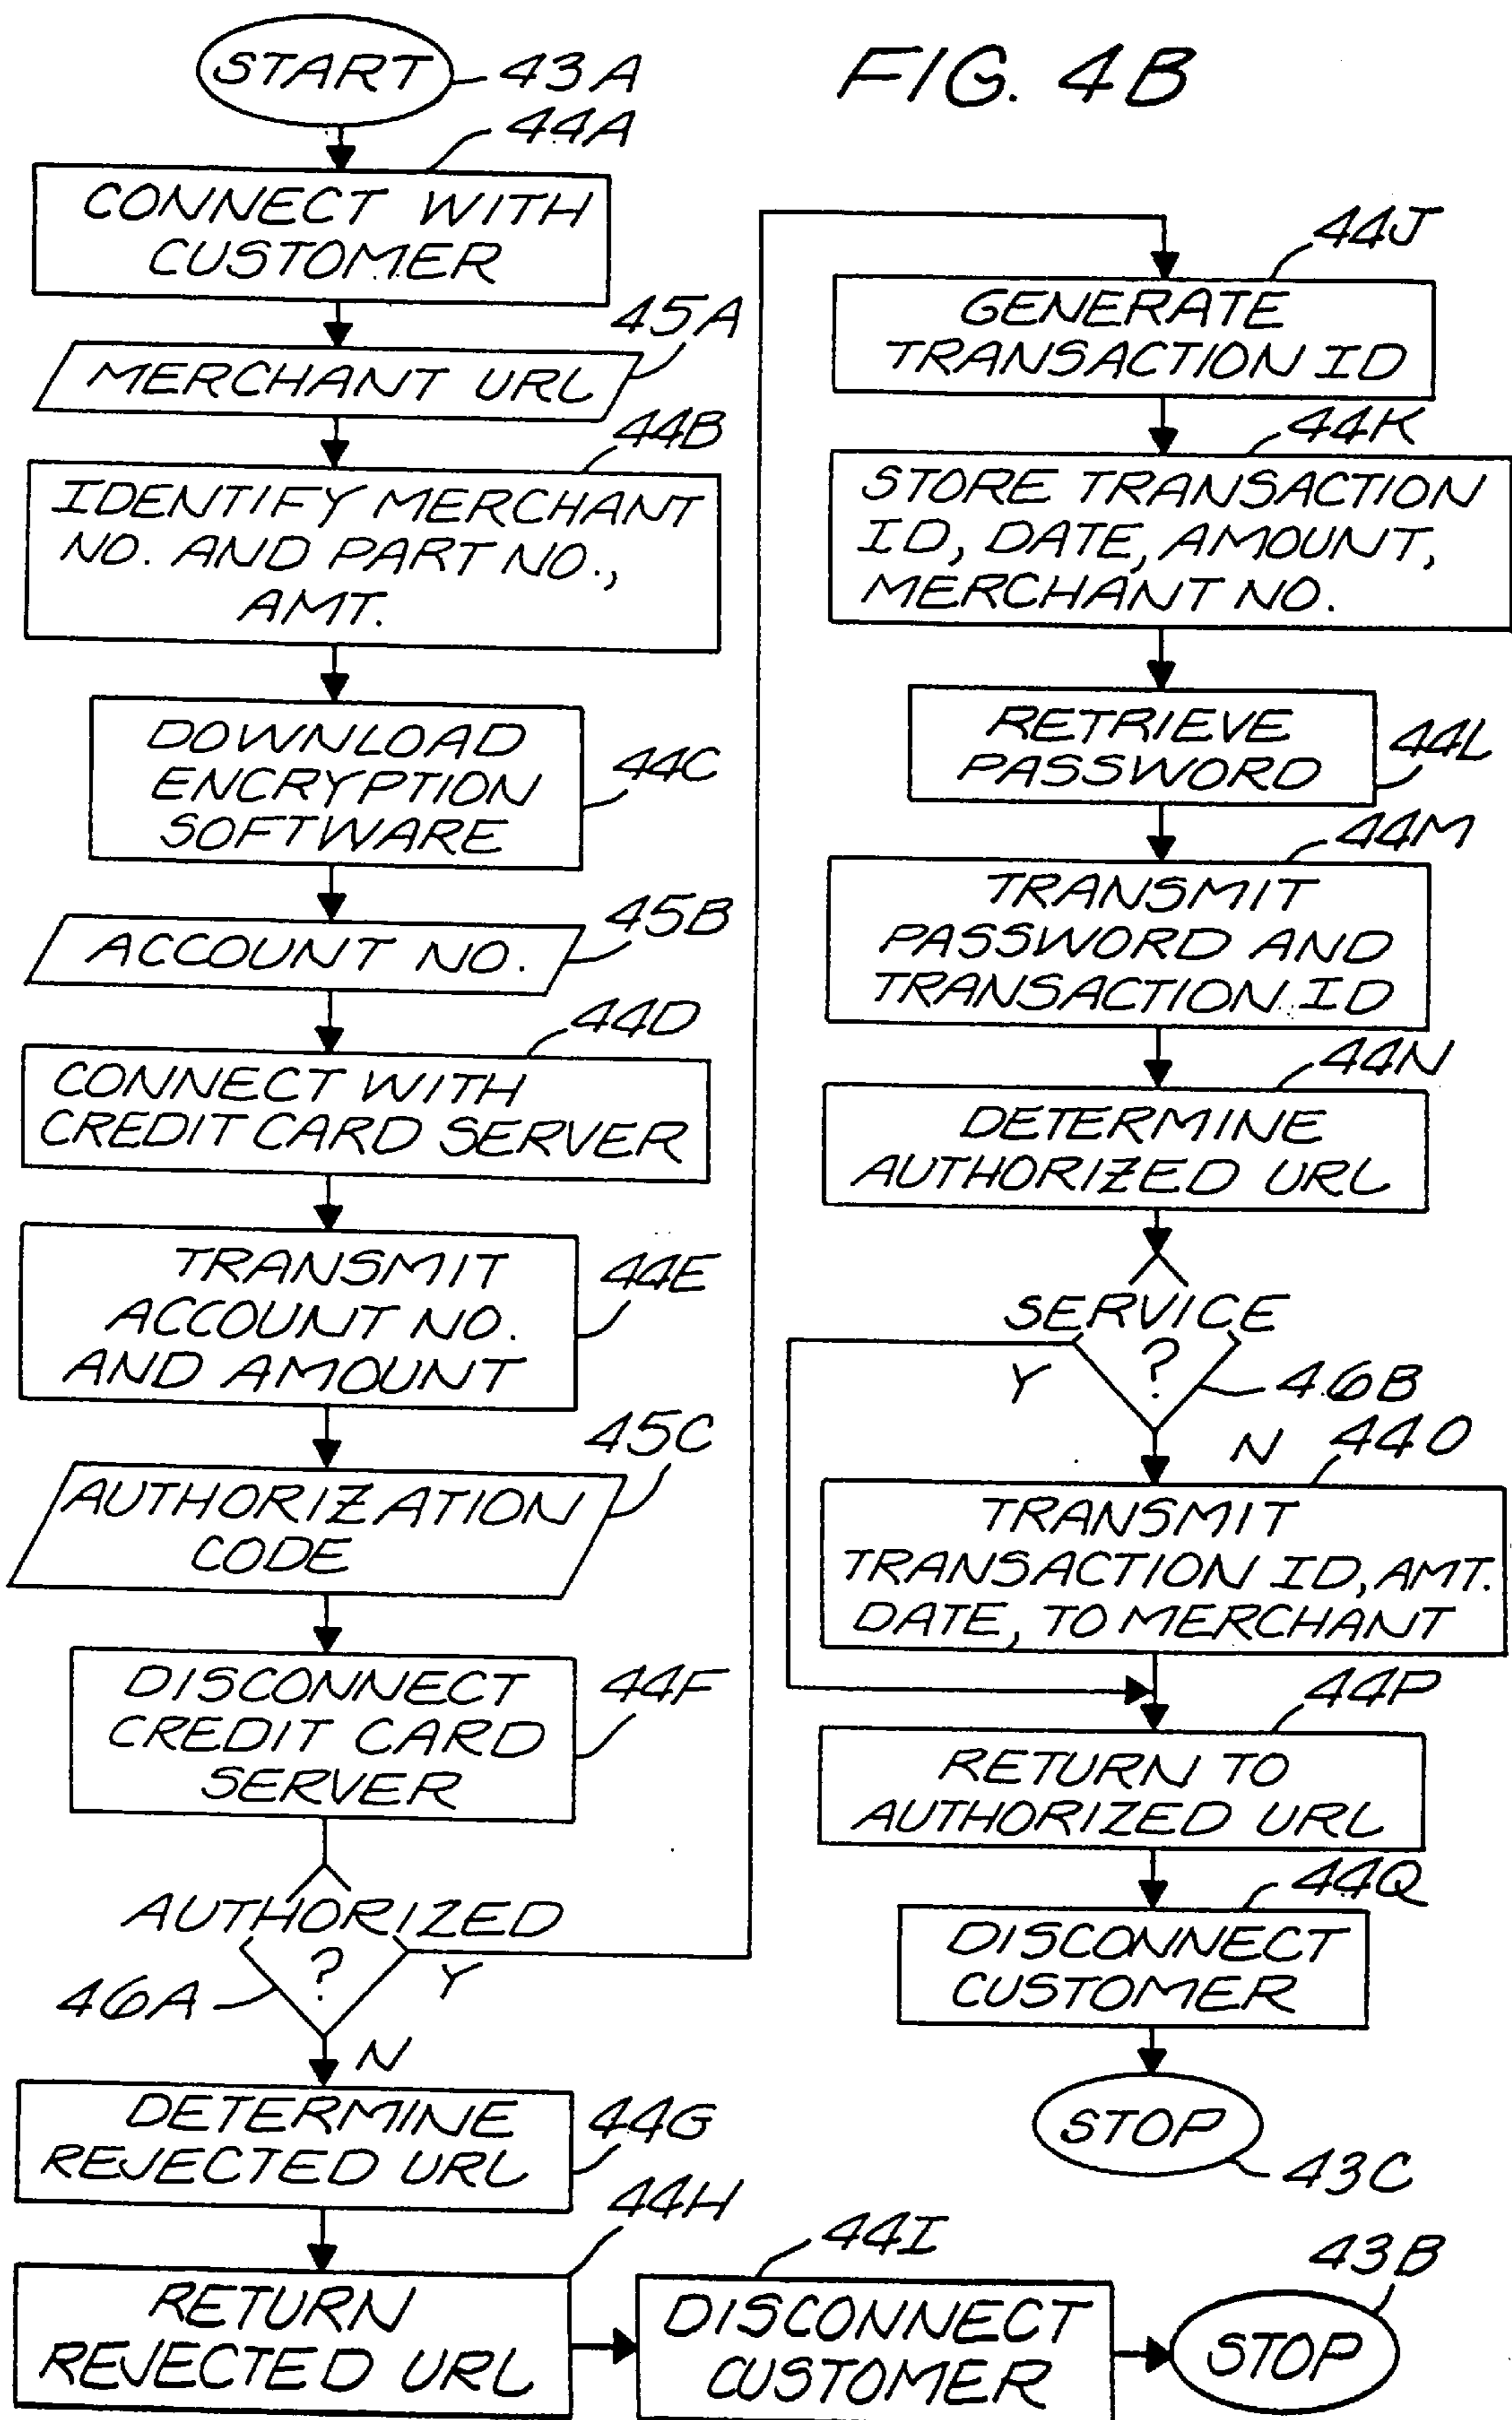 FIG. 4B
START
43A
44A
CONNECT WITH
CUSTOMER
45A
MERCHANT URL
44B
IDENTIFY MERCHANT
NO. AND PART NO.,
AMT.
DOWNLOAD
ENCRYPTION
SOFTWARE
44C
45B
ACCOUNT NO.
44D
CONNECT WITH
CREDIT CARD SERVER
TRANSMIT
ACCOUNT NO.
AND AMOUNT
44E
45C
AUTHORIZATION
CODE
DISCONNECT
CREDIT CARD
SERVER
44F
AUTHORIZED
?
Y
46A
N
DETERMINE
REJECTED URL
44G
44H
RETURN
REJECTED URL
44I
DISCONNECT
CUSTOMER
43B
STOP
44J
GENERATE
TRANSACTION ID
44K
STORE TRANSACTION
ID, DATE, AMOUNT,
MERCHANT NO.
RETRIEVE
PASSWORD
44L
44M
TRANSMIT
PASSWORD AND
TRANSACTION ID
44N
DETERMINE
AUTHORIZED URL
SERVICE
?
Y
46B
N
44O
TRANSMIT
TRANSACTION ID, AMT.
DATE, TO MERCHANT
44P
RETURN TO
AUTHORIZED URL
44Q
DISCONNECT
CUSTOMER
STOP
43C